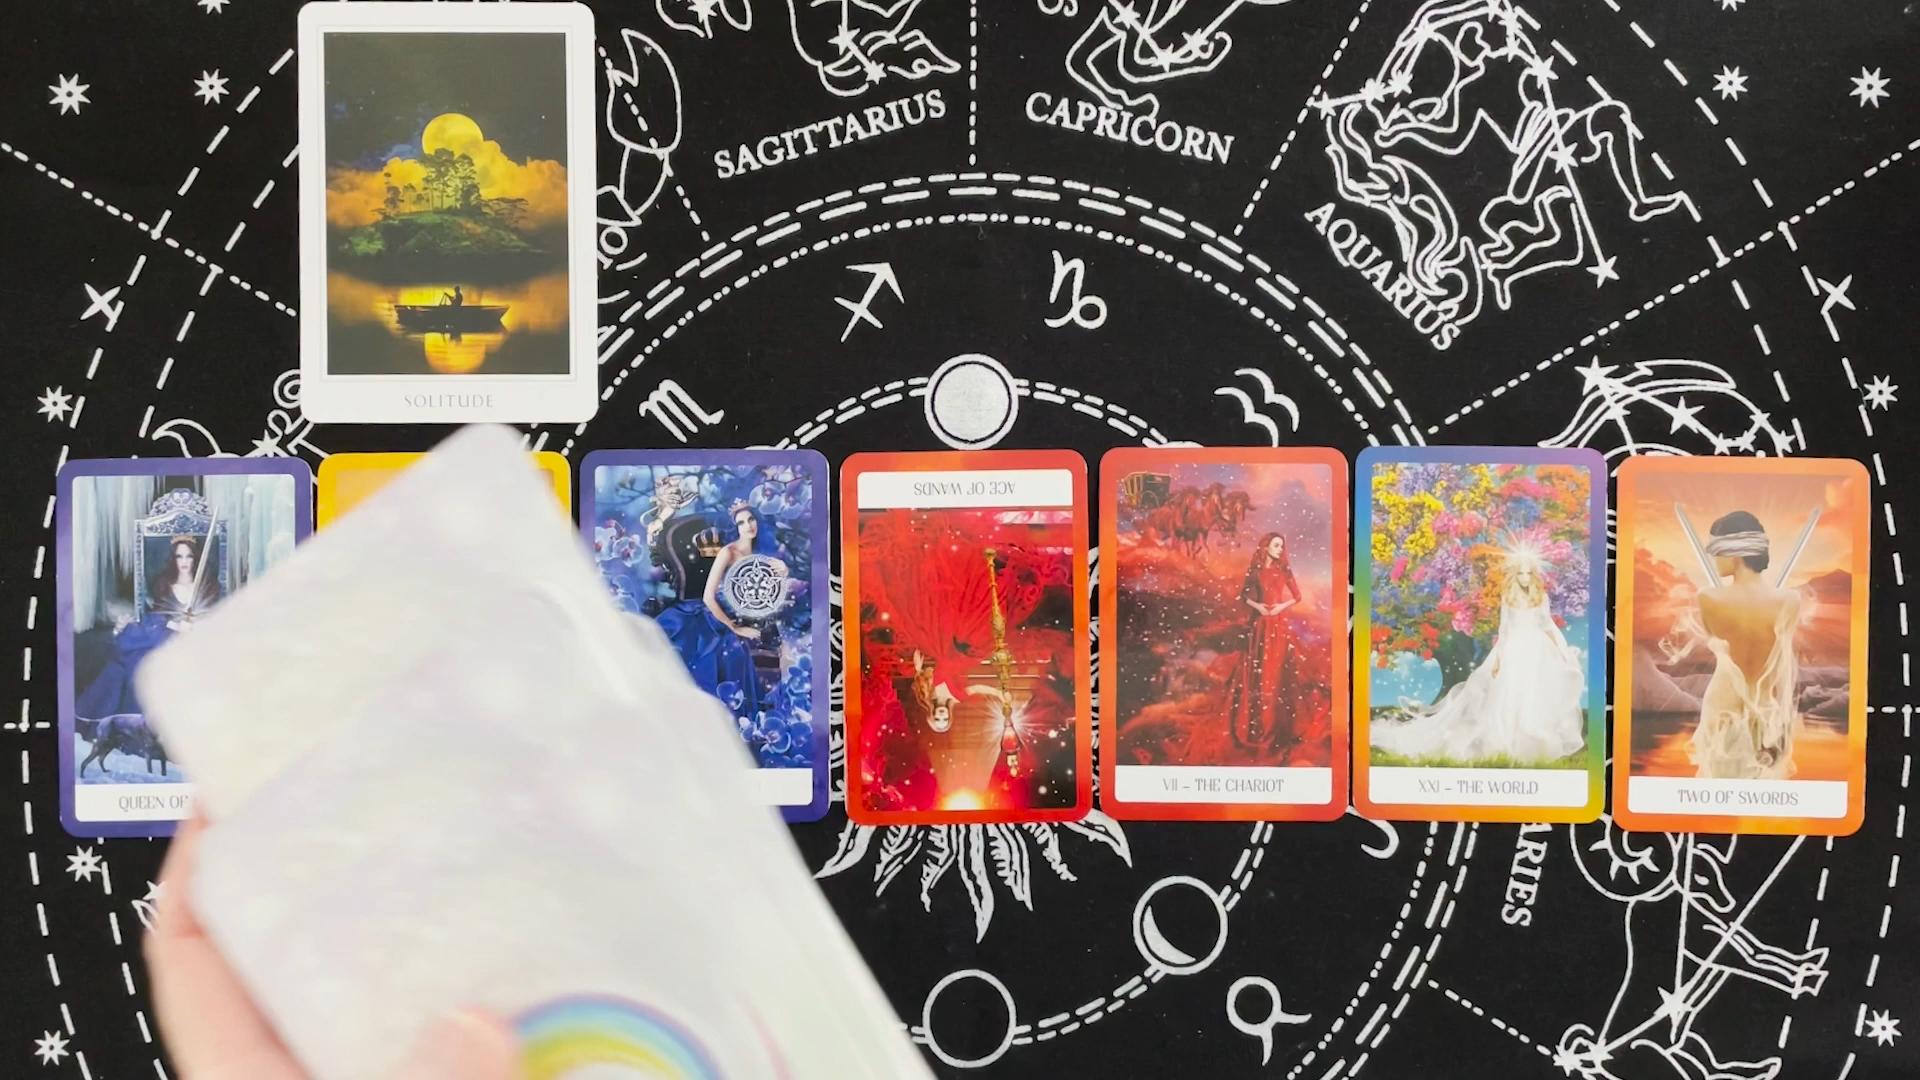 SAGITTARIUS
CAPRICORN
AQUARIUS
SOLITUDE
ACE OF WANDS
QUEEN OF
VII – THE CHARIOT
XXI – THE WORLD
TWO OF SWORDS
ARIES